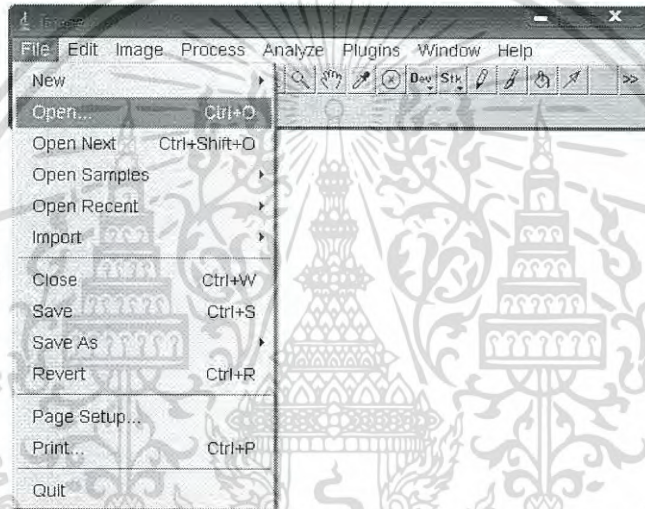 File Edit Image Process Analyze Plugins Window Help
New
Dev Stk >>
Open... Ctrl+O
Open Next Ctrl+Shift+O
Open Samples
Open Recent
Import
Close Ctrl+W
Save Ctrl+S
Save As
Revert Ctrl+R
Page Setup...
Print... Ctrl+P
Quit